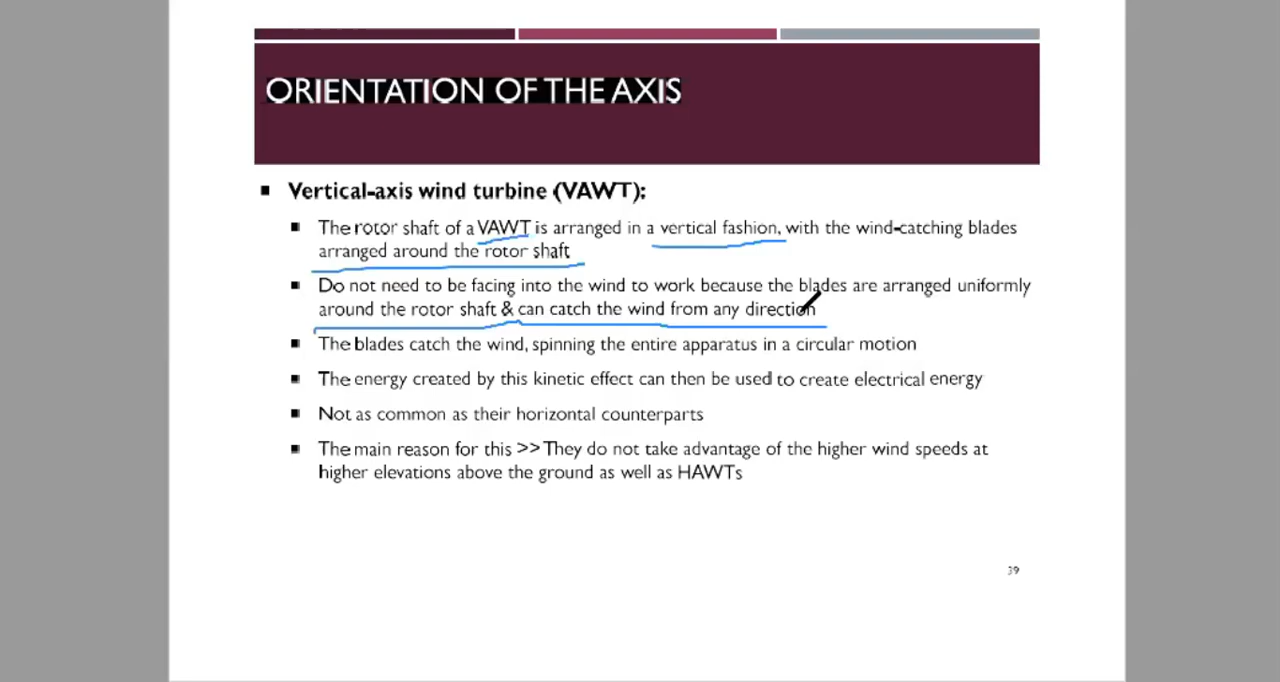 ORIENTATION OF THE AXIS
Vertical-axis wind turbine (VAWT):
The rotor shaft of a VAWT is arranged in a vertical fashion, with the wind-catching blades
arranged around the rotor shaft
Do not need to be facing into the wind to work because the blades are arranged uniformly
around the rotor shaft & can catch the wind from any direction
The blades catch the wind, spinning the entire apparatus in a circular motion
The energy created by this kinetic effect can then be used to create electrical energy
Not as common as their horizontal counterparts
The main reason for this >> They do not take advantage of the higher wind speeds at
higher elevations above the ground as well as HAWTs
39